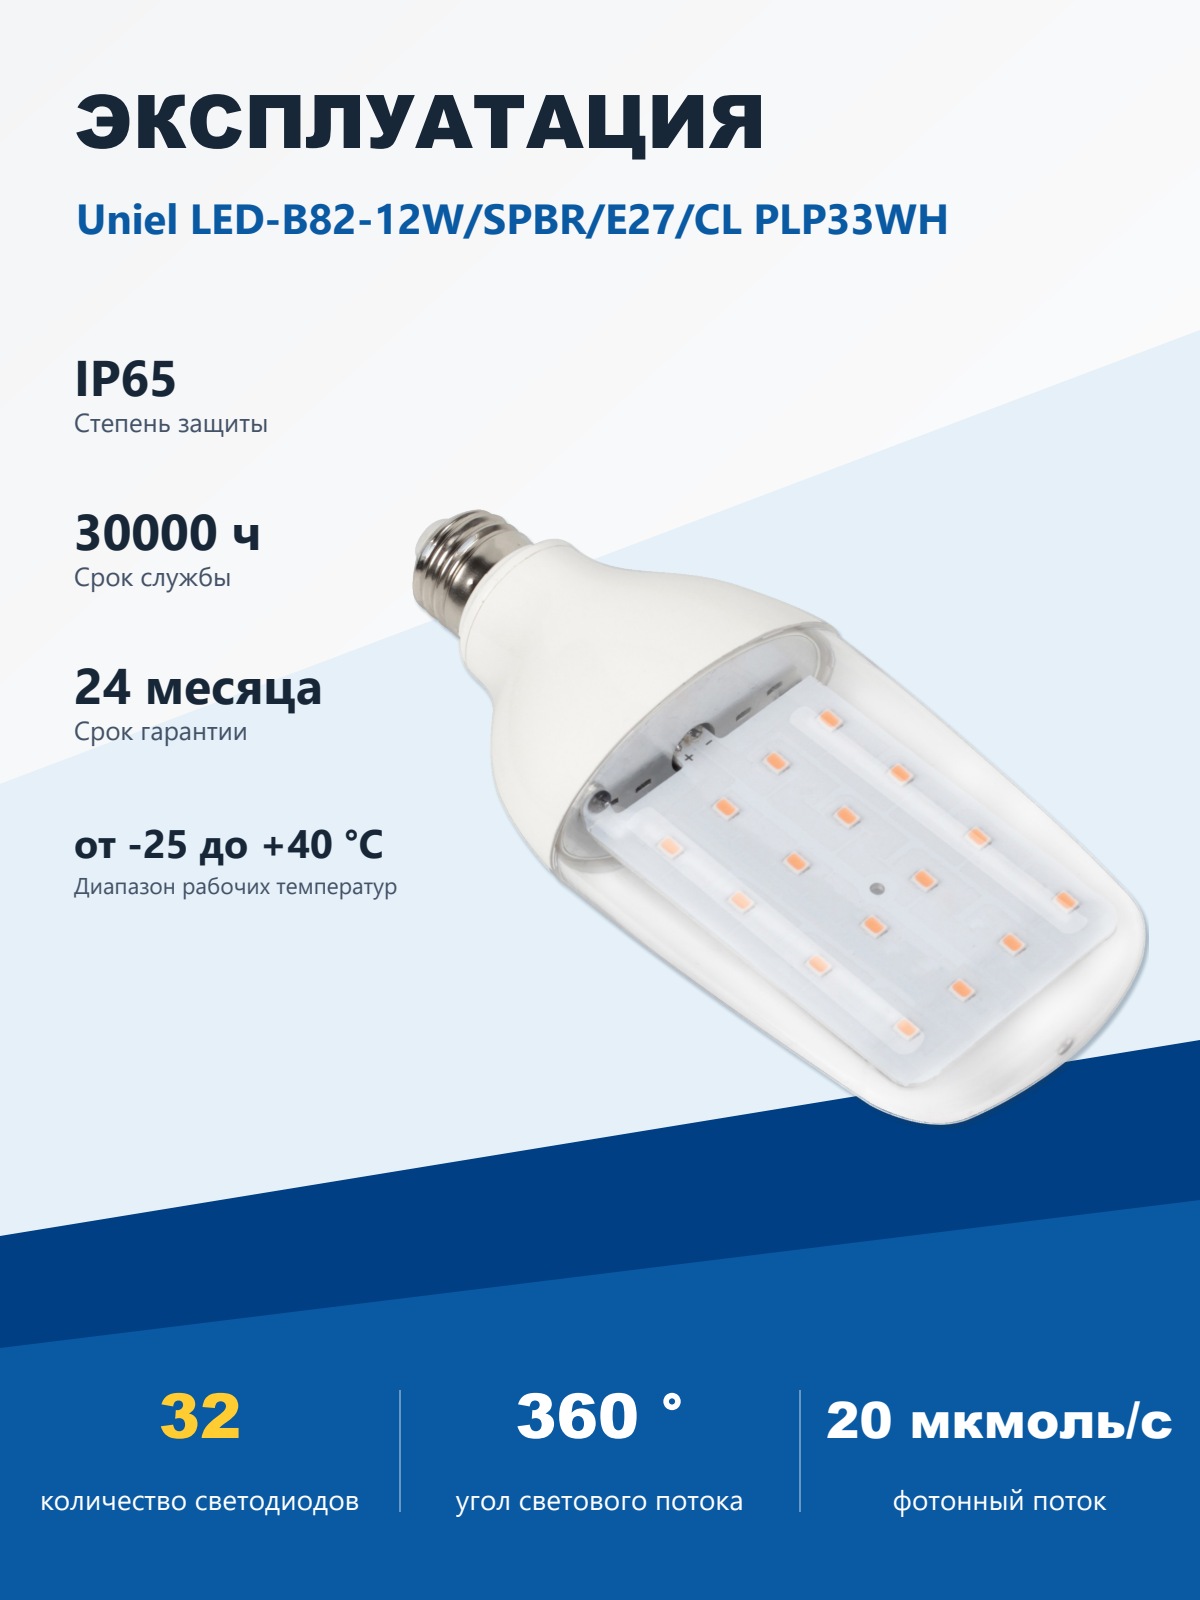 ЭКСПЛУАТАЦИЯ
Uniel LED-B82-12W/SPBR/E27/CL PLP33WH
IP65
Степень защиты
30000 ч
Срок службы
24 месяца
Срок гарантии
от -25 до +40 °C
Диапазон рабочих температур
32
количество светодиодов
360 °
угол светового потока
20 мкмоль/с
фотонный поток